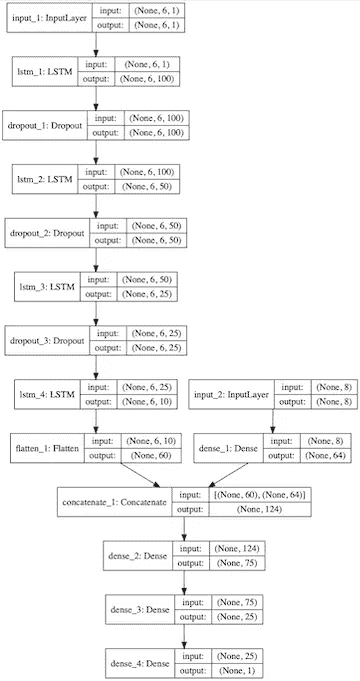 input_1: InputLayer
input: (None, 6, 1)
output: (None, 6, 1)
lstm_1: LSTM
input: (None, 6, 1)
output: (None, 6, 100)
dropout_1: Dropout
input: (None, 6, 100)
output: (None, 6, 100)
lstm_2: LSTM
input: (None, 6, 100)
output: (None, 6, 50)
dropout_2: Dropout
input: (None, 6, 50)
output: (None, 6, 50)
lstm_3: LSTM
input: (None, 6, 50)
output: (None, 6, 25)
dropout_3: Dropout
input: (None, 6, 25)
output: (None, 6, 25)
lstm_4: LSTM
input: (None, 6, 25)
output: (None, 6, 10)
input_2: InputLayer
input: (None, 8)
output: (None, 8)
flatten_1: Flatten
input: (None, 6, 10)
output: (None, 60)
dense_1: Dense
input: (None, 8)
output: (None, 64)
concatenate_1: Concatenate
input: [(None, 60), (None, 64)]
output: (None, 124)
dense_2: Dense
input: (None, 124)
output: (None, 75)
dense_3: Dense
input: (None, 75)
output: (None, 25)
dense_4: Dense
input: (None, 25)
output: (None, 1)